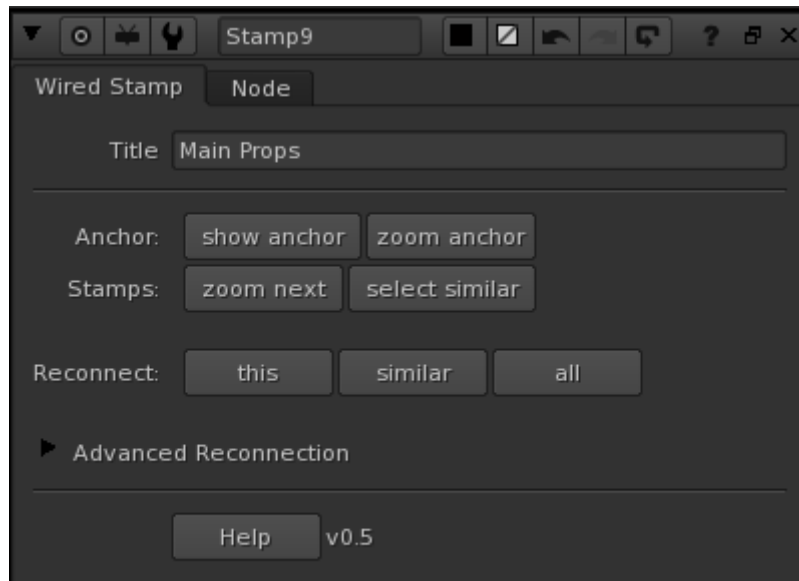 Stamp9 ?
Wired Stamp Node
Title Main Props
Anchor: show anchor zoom anchor
Stamps: zoom next select similar
Reconnect: this similar all
Advanced Reconnection
Help v0.5